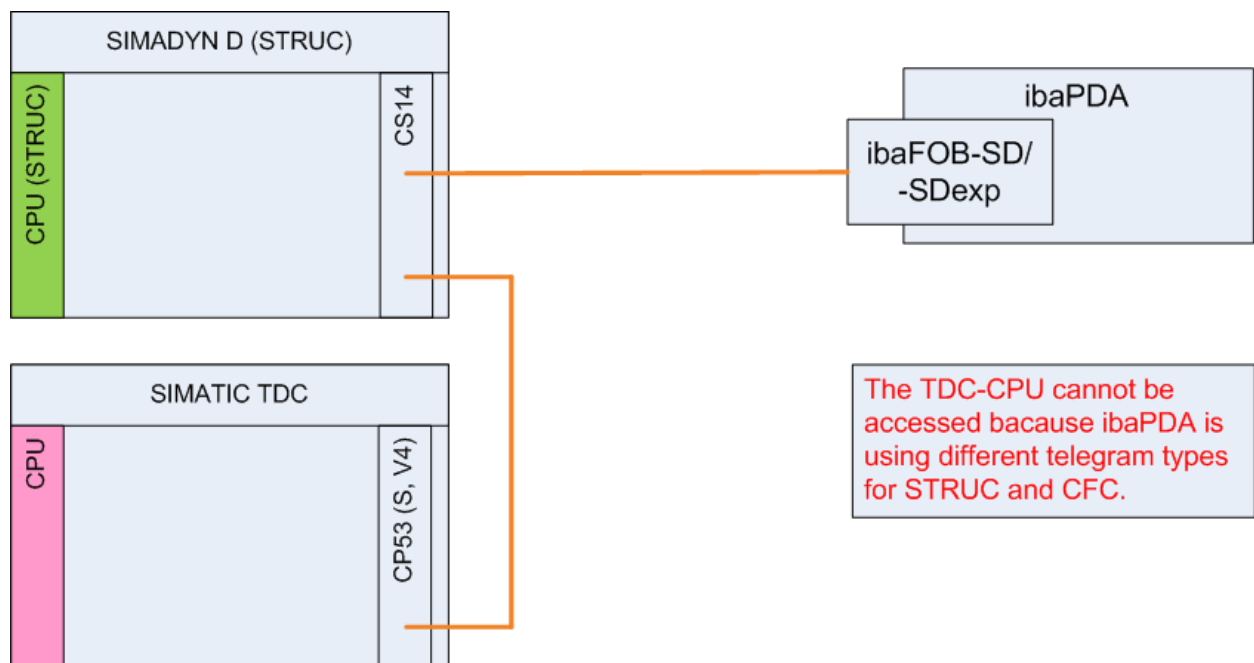 SIMADYN D (STRUC)
CPU (STRUC)
CS14
ibaPDA
ibaFOB-SD/
-SDexp
SIMATIC TDC
CPU
CP53 (S, V4)
The TDC-CPU cannot be
accessed bacause ibaPDA is
using different telegram types
for STRUC and CFC.